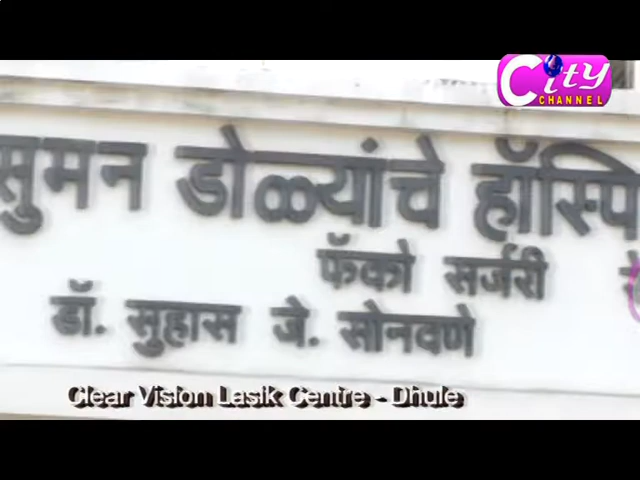 City
CHANNEL
सुमन डोळ्यांचे हॉस्पि
फॅको सर्जरी
डॉ. सुहास जे. सोनवणे
Clear Vision Lasik Centre - Dhule